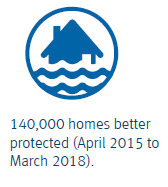 140,000 homes better
protected (April 2015 to
March 2018).